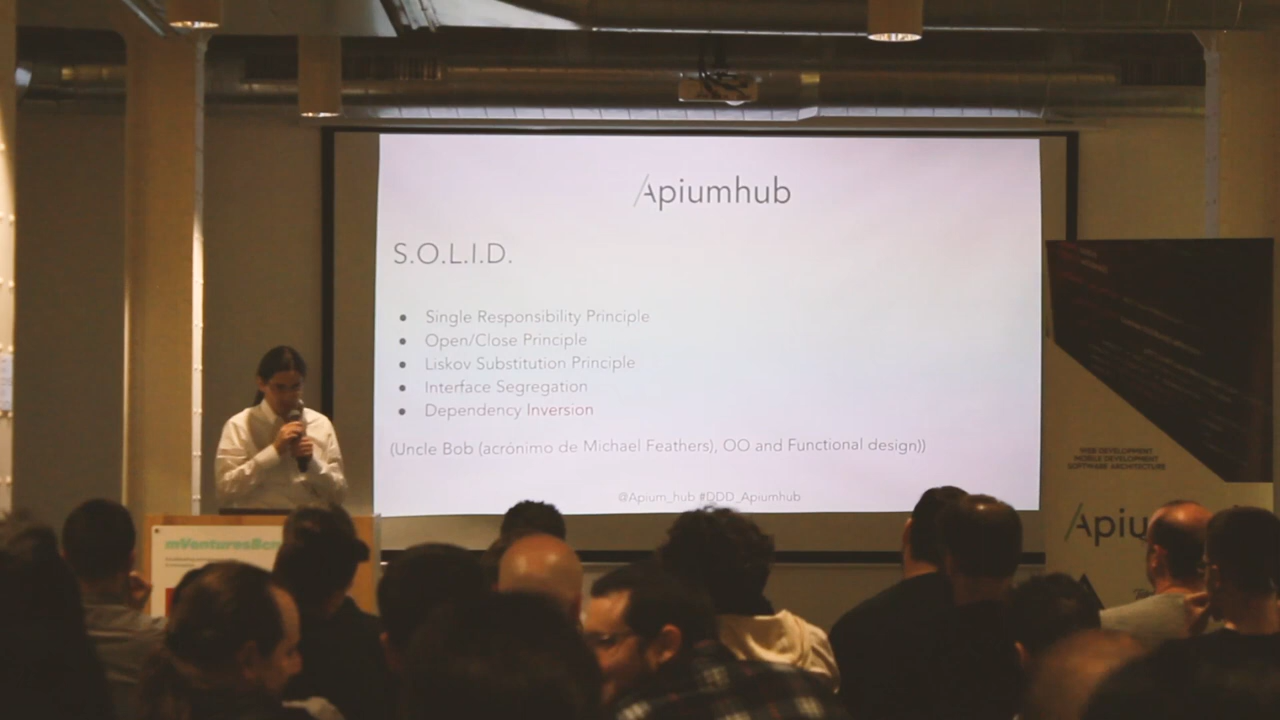 Apiumhub
S.O.L.I.D.
• Single Responsibility Principle
• Open/Close Principle
• Liskov Substitution Principle
• Interface Segregation
• Dependency Inversion
(Uncle Bob (acrónimo de Michael Feathers), OO and Functional design))
@Apium_hub #DDD_Apiumhub
mVenturesBcn
WEB DEVELOPMENT
MOBILE DEVELOPMENT
SOFTWARE ARCHITECTURE
Apiu